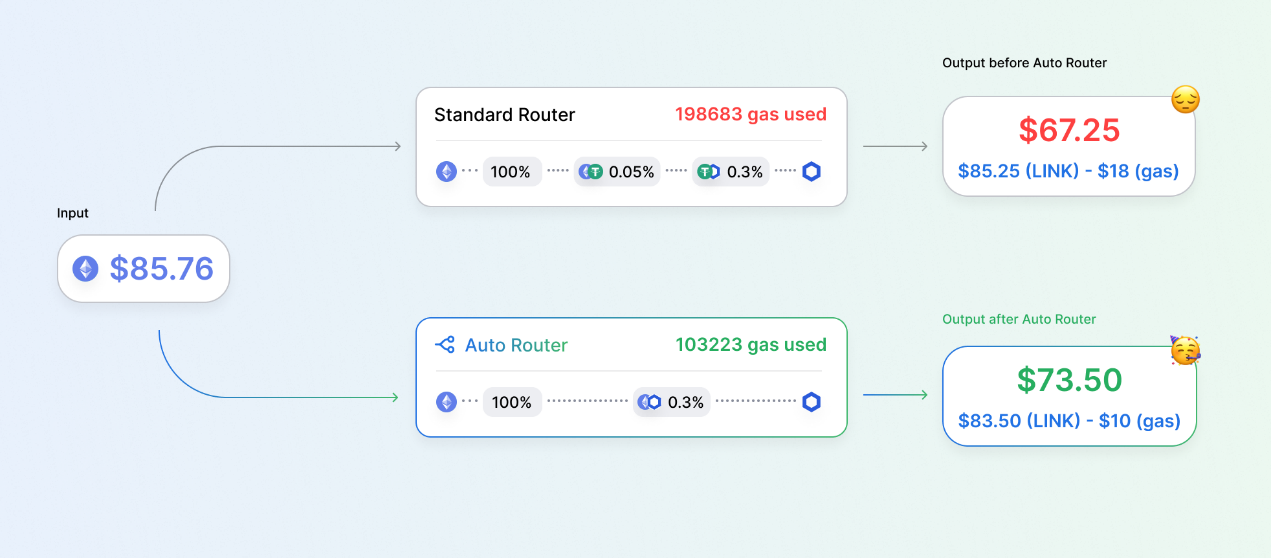 Output before Auto Router
Standard Router
198683 gas used
$67.25
100%
0.05%
0.3%
$85.25 (LINK) - $18 (gas)
Input
$85.76
Output after Auto Router
Auto Router
103223 gas used
$73.50
100%
0.3%
$83.50 (LINK) - $10 (gas)